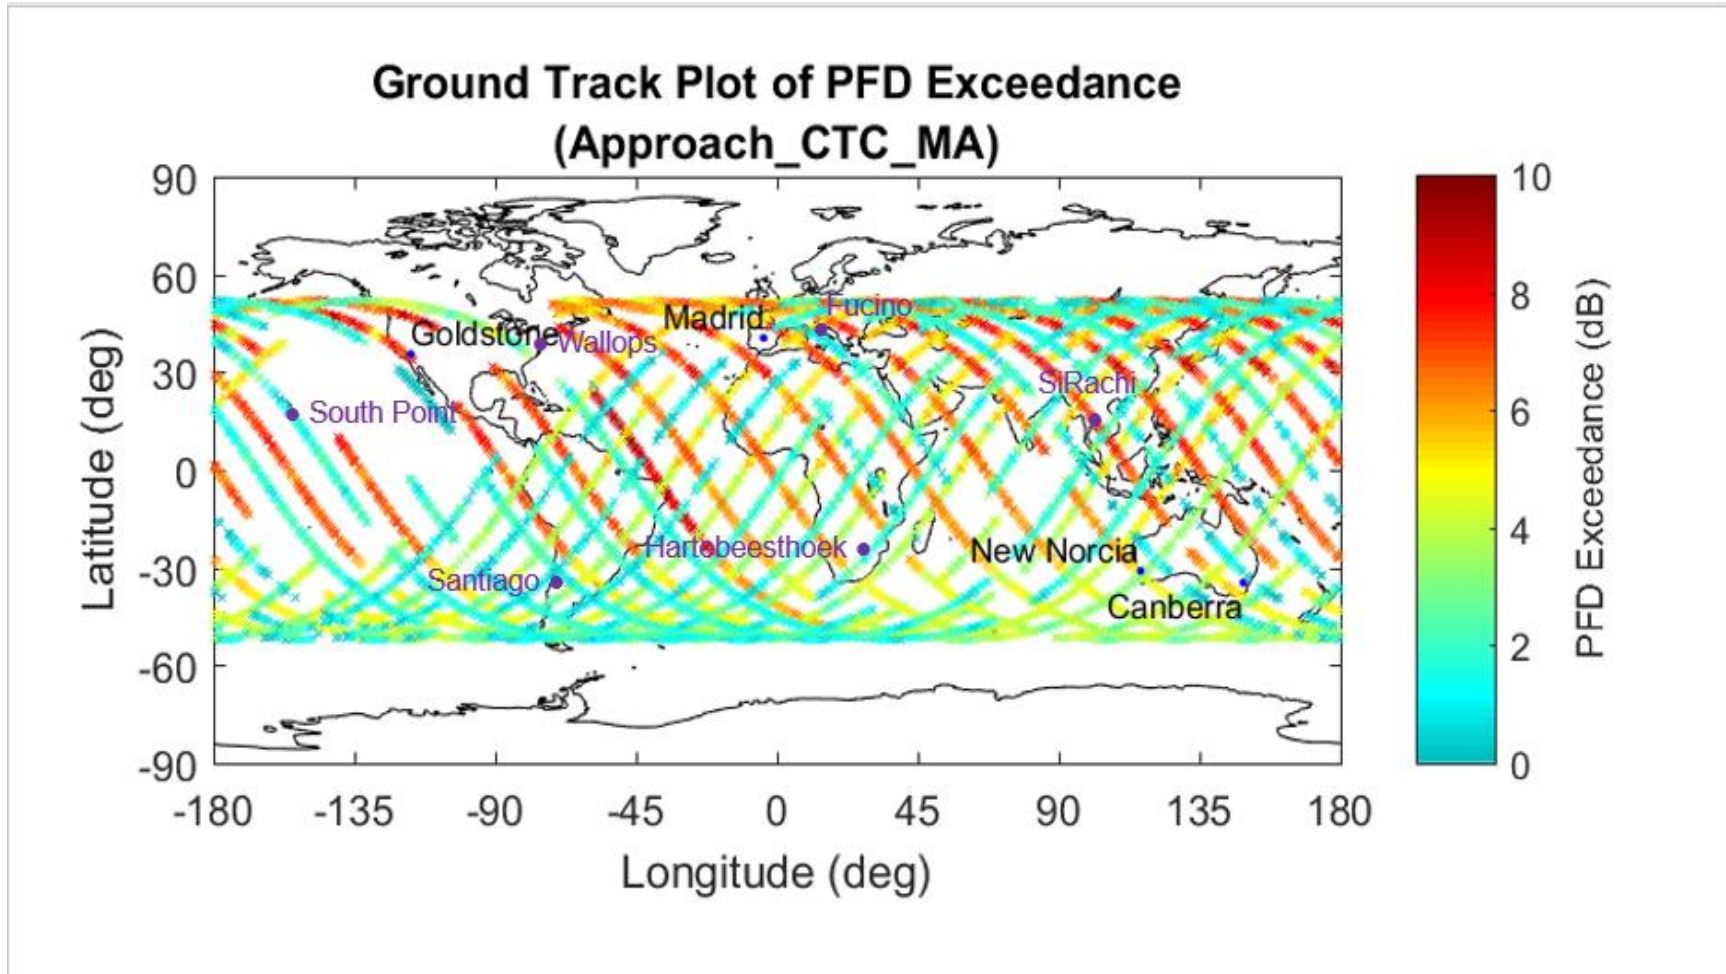 Ground Track Plot of PFD Exceedance
(Approach_CTC_MA)
90
60
30
0
-30
-60
-90
Latitude (deg)
-180
-135
-90
-45
0
45
90
135
180
Longitude (deg)
Madrid
Fucino
Goldstone
Wallops
SiRachi
South Point
Hartebeesthoek
New Norcia
Santiago
Canberra
10
8
6
4
2
0
PFD Exceedance (dB)